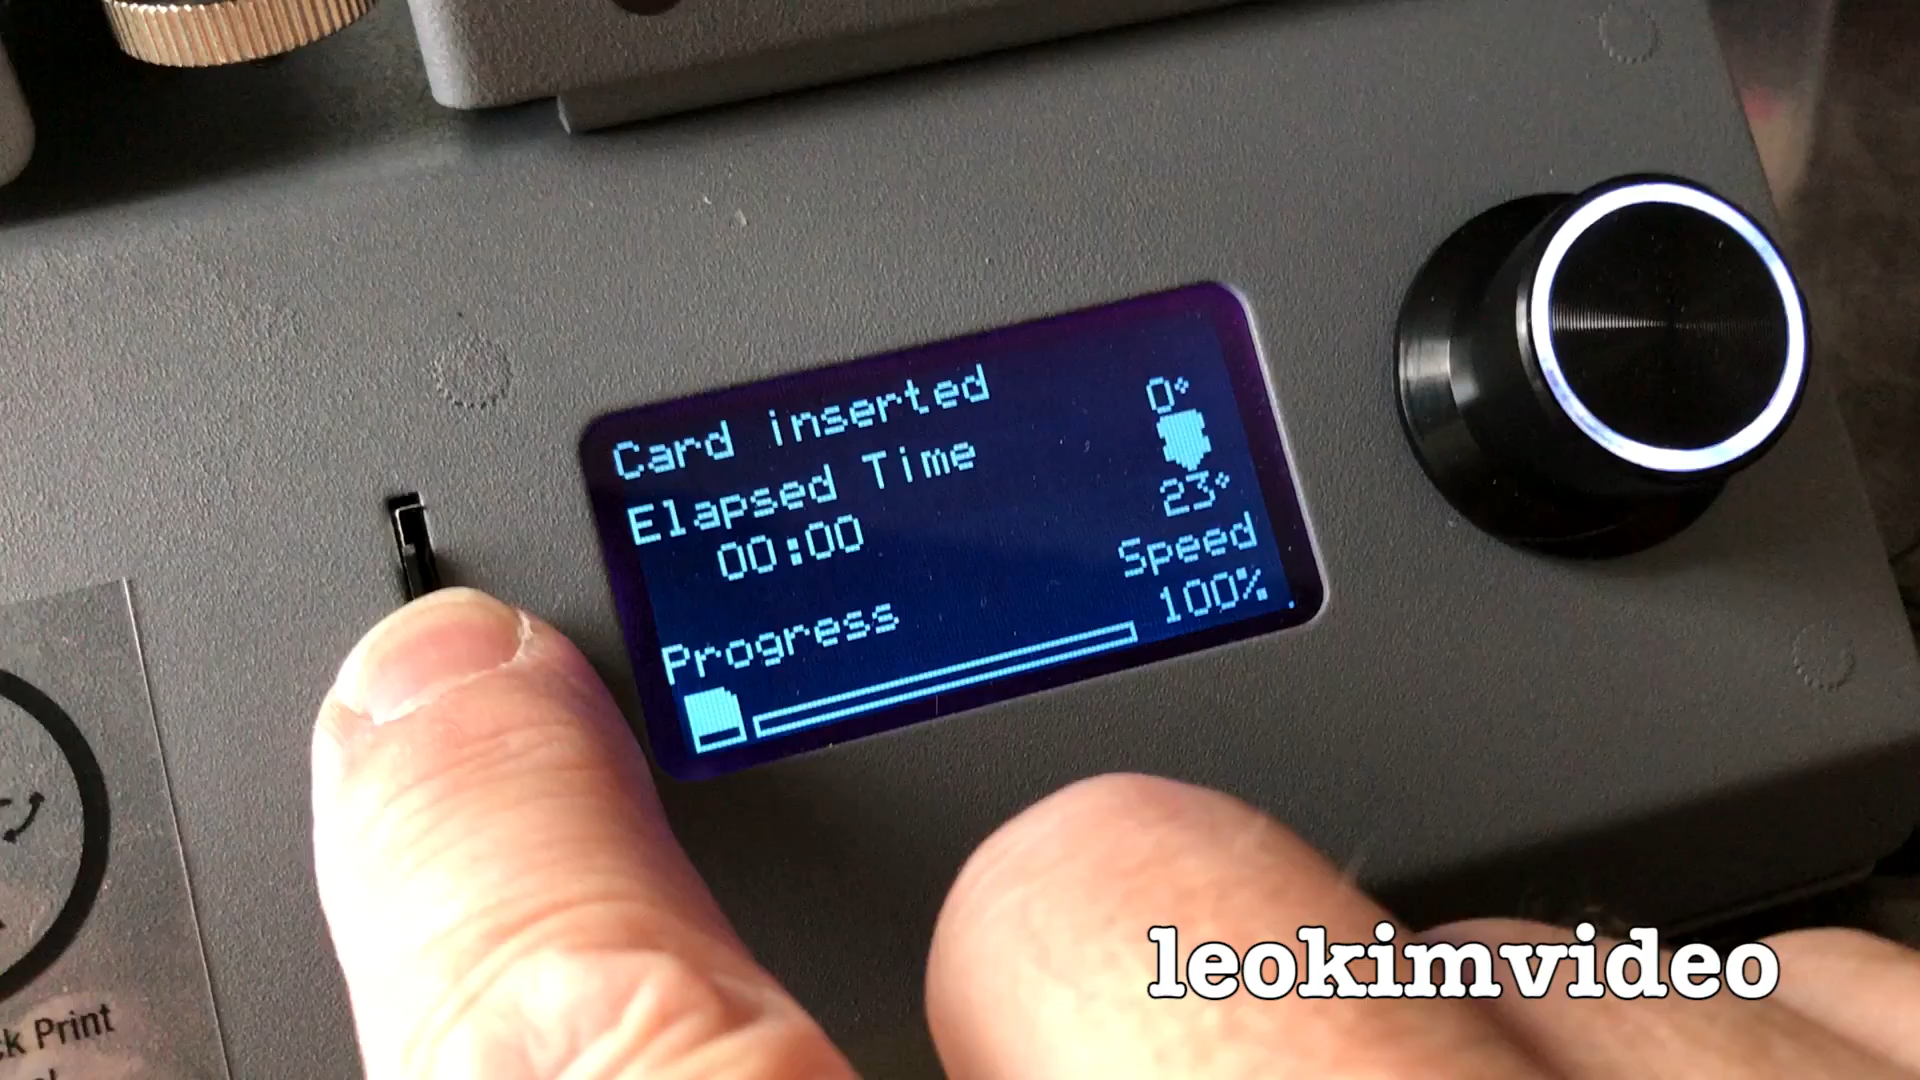 Card inserted
0°
Elapsed Time
23°
00:00
Speed
100%
Progress
ck Print
leokimvideo